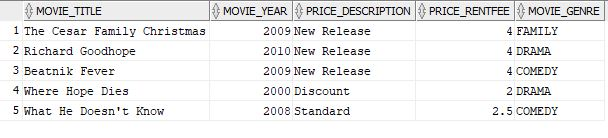 MOVIE_TITLE MOVIE_YEAR PRICE_DESCRIPTION PRICE_RENTFEE MOVIE_GENRE
1 The Cesar Family Christmas 2009 New Release 4 FAMILY
2 Richard Goodhope 2010 New Release 4 DRAMA
3 Beatnik Fever 2009 New Release 4 COMEDY
4 Where Hope Dies 2000 Discount 2 DRAMA
5 What He Doesn't Know 2008 Standard 2.5 COMEDY